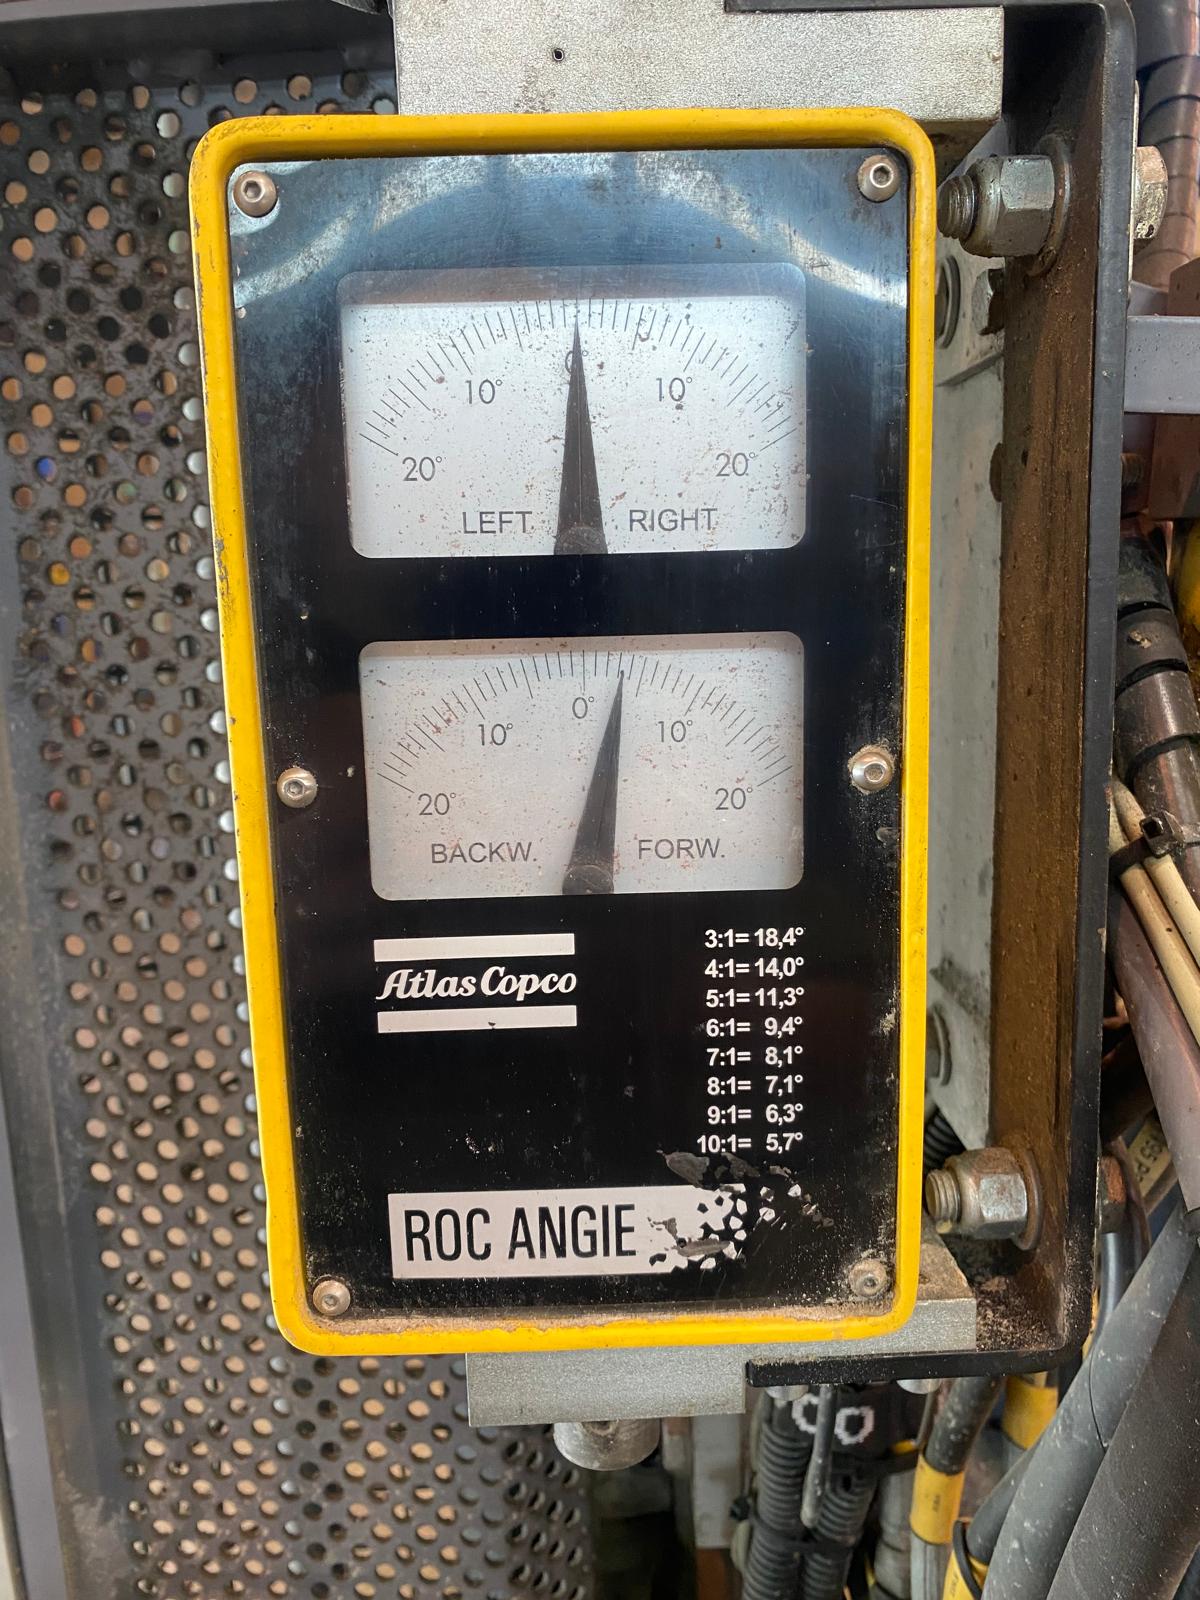 10° 0° 10°
20° 20°
LEFT RIGHT
10° 0° 10°
20° 20°
BACKW. FORW.
Atlas Copco
3:1= 18,4°
4:1= 14,0°
5:1= 11,3°
6:1= 9,4°
7:1= 8,1°
8:1= 7,1°
9:1= 6,3°
10:1= 5,7°
ROC ANGIE